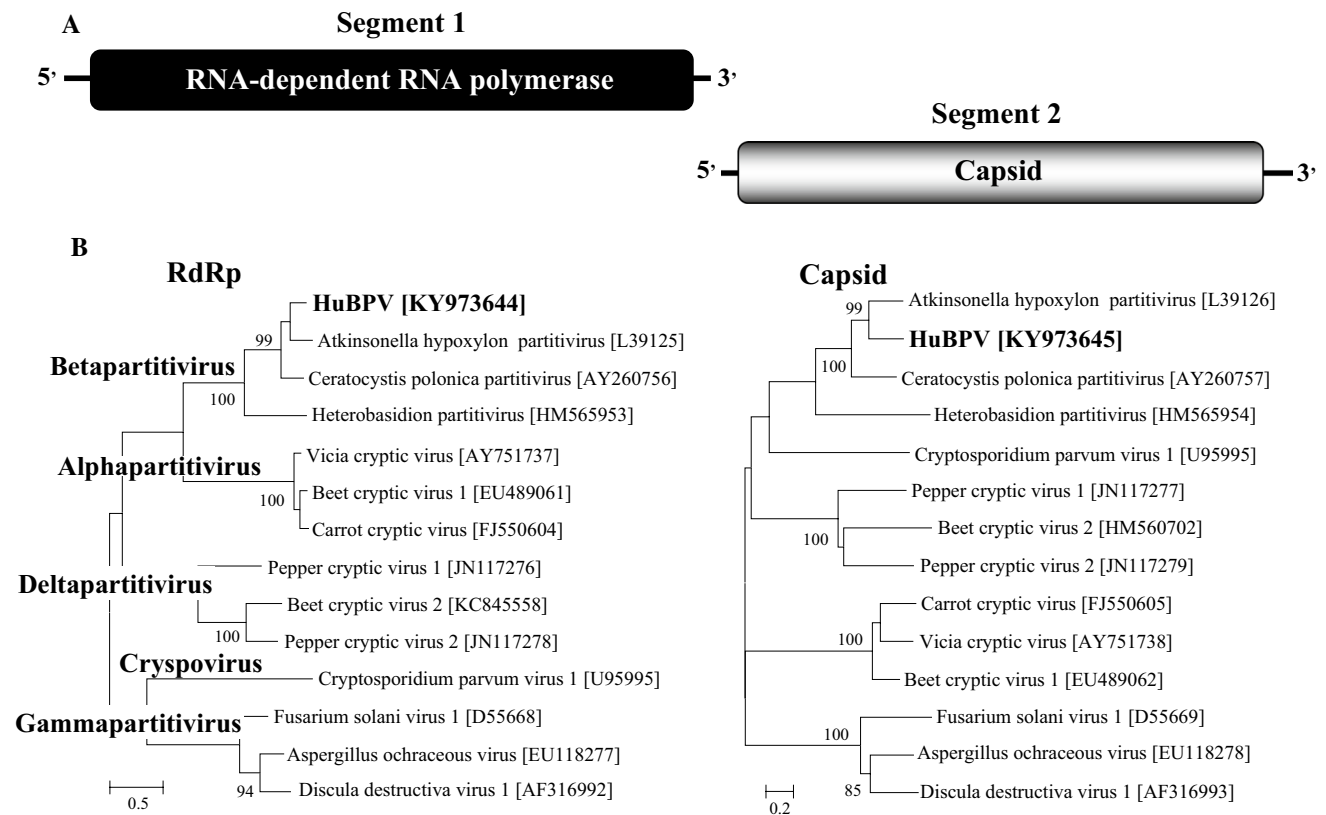 A
Segment 1
5’
RNA-dependent RNA polymerase
3’
Segment 2
5’
Capsid
3’
B
RdRp
HuBPV [KY973644]
99
Atkinsonella hypoxylon partitivirus [L39125]
Betapartitivirus
Ceratocystis polonica partitivirus [AY260756]
100
Heterobasidion partitivirus [HM565953]
Alphapartitivirus
Vicia cryptic virus [AY751737]
100
Beet cryptic virus 1 [EU489061]
Carrot cryptic virus [FJ550604]
Pepper cryptic virus 1 [JN117276]
Deltapartitivirus
Beet cryptic virus 2 [KC845558]
100
Pepper cryptic virus 2 [JN117278]
Cryspovirus
Cryptosporidium parvum virus 1 [U95995]
Gammapartitivirus
Fusarium solani virus 1 [D55668]
Aspergillus ochraceous virus [EU118277]
94
Discula destructiva virus 1 [AF316992]
0.5
Capsid
Atkinsonella hypoxylon partitivirus [L39126]
99
HuBPV [KY973645]
100
Ceratocystis polonica partitivirus [AY260757]
Heterobasidion partitivirus [HM565954]
Cryptosporidium parvum virus 1 [U95995]
Pepper cryptic virus 1 [JN117277]
Beet cryptic virus 2 [HM560702]
100
Pepper cryptic virus 2 [JN117279]
Carrot cryptic virus [FJ550605]
100
Vicia cryptic virus [AY751738]
Beet cryptic virus 1 [EU489062]
Fusarium solani virus 1 [D55669]
100
Aspergillus ochraceous virus [EU118278]
85
Discula destructiva virus 1 [AF316993]
0.2